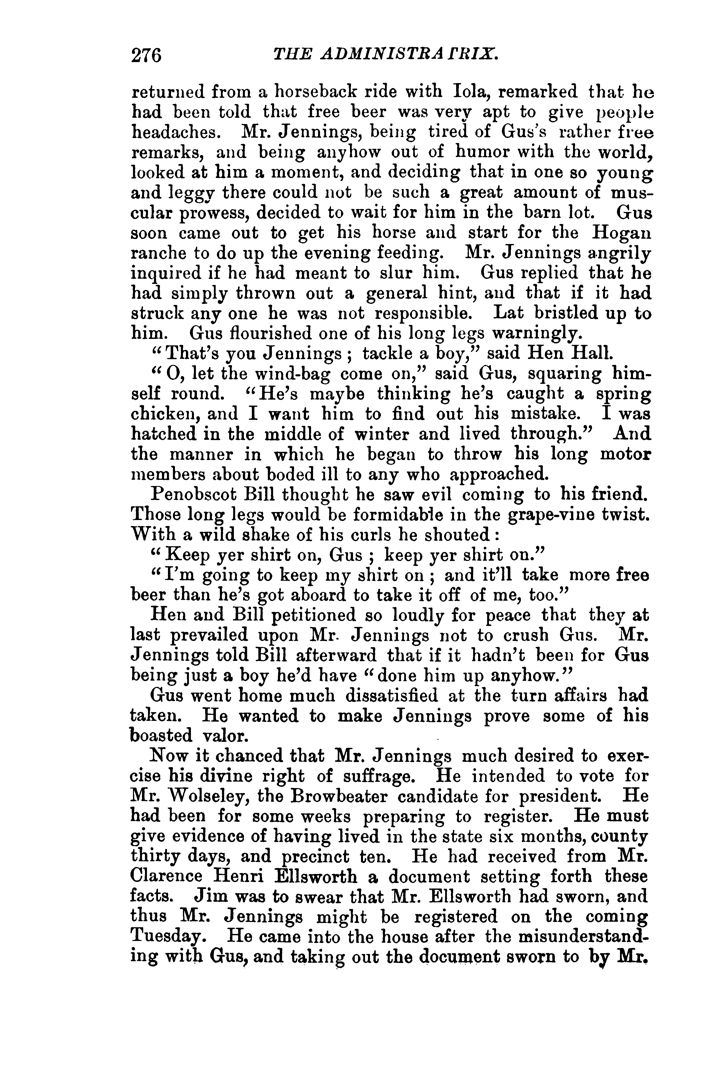 276 THE ADMINISTRATRIX.
returned from a horseback ride with Iola, remarked that he
had been told that free beer was very apt to give people
headaches. Mr. Jennings, being tired of Gus's rather free
remarks, and being anyhow out of humor with the world,
looked at him a moment, and deciding that in one so young
and leggy there could not be such a great amount of mus-
cular prowess, decided to wait for him in the barn lot. Gus
soon came out to get his horse and start for the Hogan
ranche to do up the evening feeding. Mr. Jennings angrily
inquired if he had meant to slur him. Gus replied that he
had simply thrown out a general hint, and that if it had
struck any one he was not responsible. Lat bristled up to
him. Gus flourished one of his long legs warningly.
"That's you Jennings; tackle a boy," said Hen Hall.
"O, let the wind-bag come on," said Gus, squaring him-
self round. "He's maybe thinking he's caught a spring
chicken, and I want him to find out his mistake. I was
hatched in the middle of winter and lived through." And
the manner in which he began to throw his long motor
members about boded ill to any who approached.
Penobscot Bill thought he saw evil coming to his friend.
Those long legs would be formidable in the grape-vine twist.
With a wild shake of his curls he shouted:
"Keep yer shirt on, Gus; keep yer shirt on."
"I'm going to keep my shirt on; and it'll take more free
beer than he's got aboard to take it off of me, too."
Hen and Bill petitioned so loudly for peace that they at
last prevailed upon Mr. Jennings not to crush Gus. Mr.
Jennings told Bill afterward that if it hadn't been for Gus
being just a boy he'd have "done him up anyhow."
Gus went home much dissatisfied at the turn affairs had
taken. He wanted to make Jennings prove some of his
boasted valor.
Now it chanced that Mr. Jennings much desired to exer-
cise his divine right of suffrage. He intended to vote for
Mr. Wolseley, the Browbeater candidate for president. He
had been for some weeks preparing to register. He must
give evidence of having lived in the state six months, county
thirty days, and precinct ten. He had received from Mr.
Clarence Henri Ellsworth a document setting forth these
facts. Jim was to swear that Mr. Ellsworth had sworn, and
thus Mr. Jennings might be registered on the coming
Tuesday. He came into the house after the misunderstand-
ing with Gus, and taking out the document sworn to by Mr.